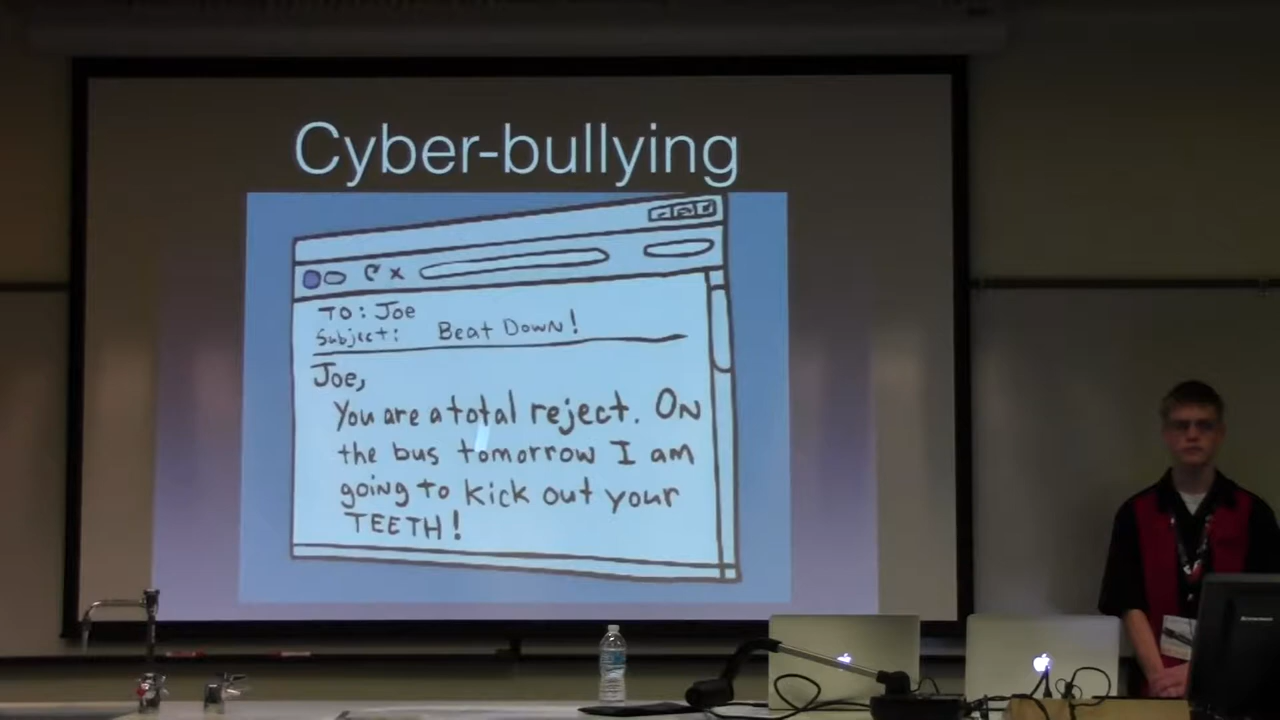 Cyber-bullying
TO: Joe
Subject: Beat Down!
Joe,
You are a total reject. ON
the bus tomorrow I am
going to kick out your
TEETH!